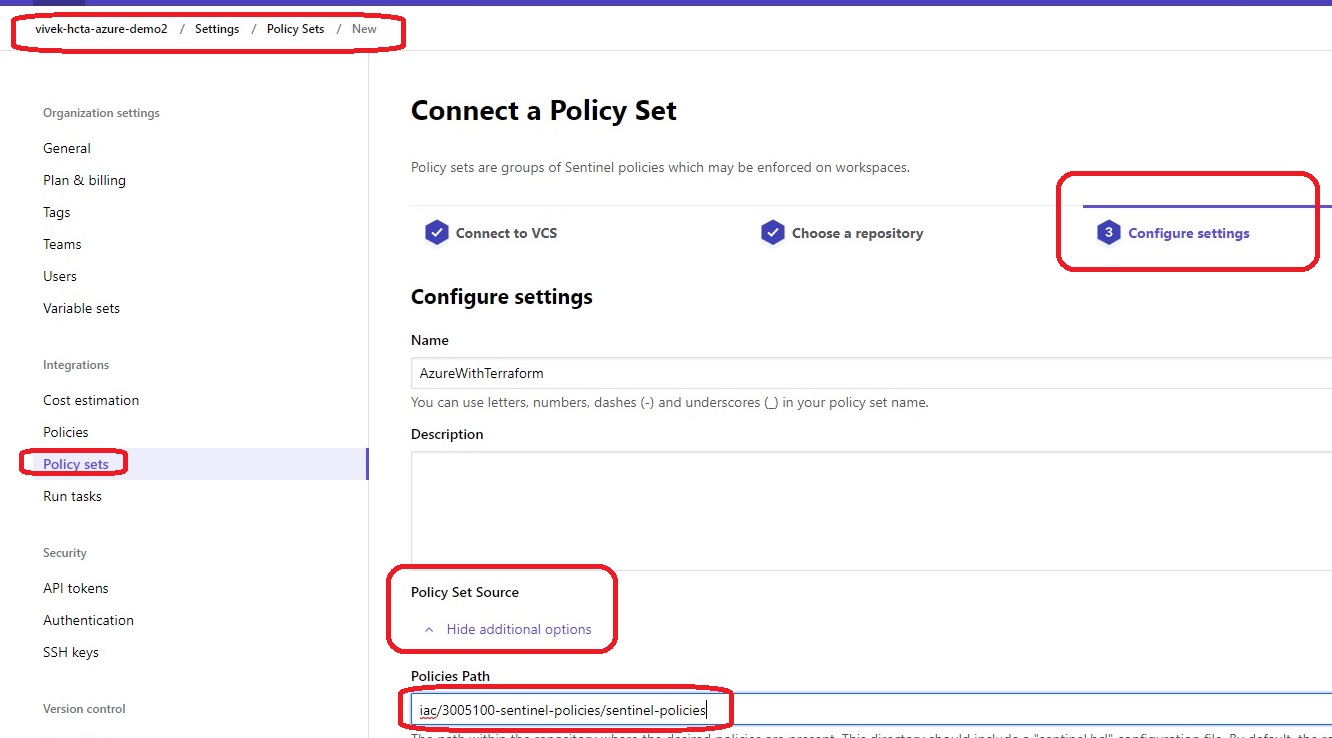 vivek-hcta-azure-demo2 / Settings / Policy Sets / New
Organization settings
General
Plan & billing
Tags
Teams
Users
Variable sets
Integrations
Cost estimation
Policies
Policy sets
Run tasks
Security
API tokens
Authentication
SSH keys
Version control
Connect a Policy Set
Policy sets are groups of Sentinel policies which may be enforced on workspaces.
Connect to VCS
Choose a repository
3 Configure settings
Configure settings
Name
AzureWithTerraform
You can use letters, numbers, dashes (-) and underscores (_) in your policy set name.
Description
Policy Set Source
Hide additional options
Policies Path
iac/3005100-sentinel-policies/sentinel-policies